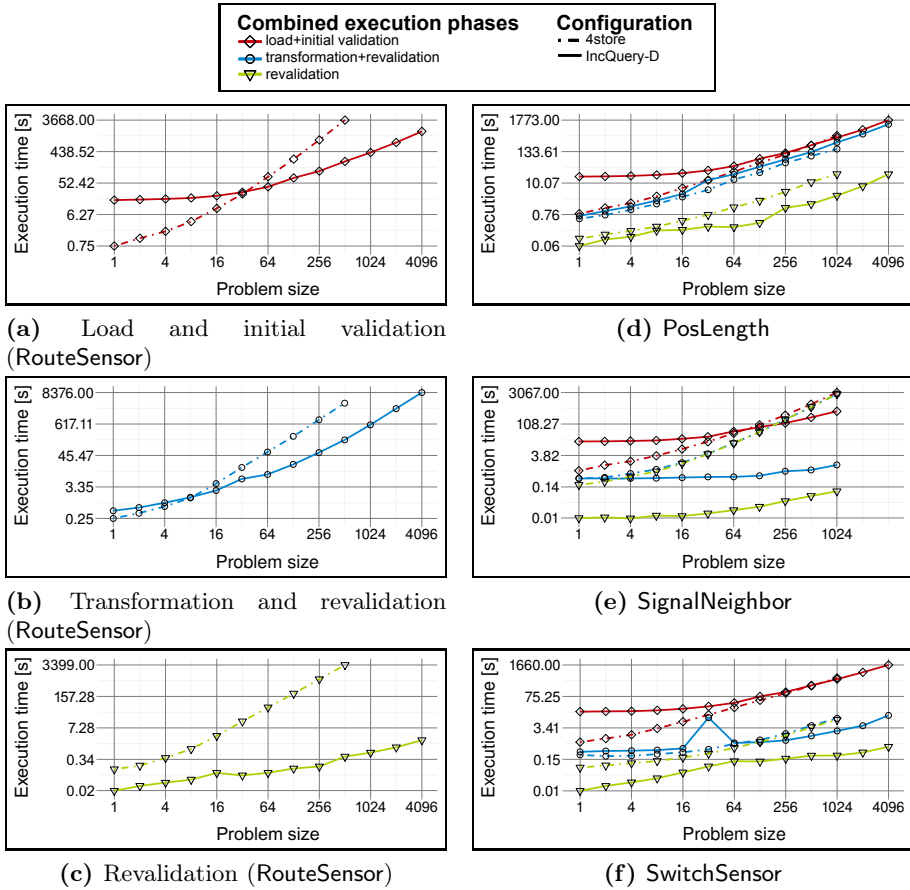 Combined execution phases
load+initial validation
transformation+revalidation
revalidation
Configuration
4store
IncQuery-D
Execution time [s]
3668.00
438.52
52.42
6.27
0.75
1 4 16 64 256 1024 4096
Problem size
(a) Load and initial validation
(RouteSensor)
Execution time [s]
1773.00
133.61
10.07
0.76
0.06
1 4 16 64 256 1024 4096
Problem size
(d) PosLength
Execution time [s]
8376.00
617.11
45.47
3.35
0.25
1 4 16 64 256 1024 4096
Problem size
(b) Transformation and revalidation
(RouteSensor)
Execution time [s]
3067.00
108.27
3.82
0.14
0.01
1 4 16 64 256 1024
Problem size
(e) SignalNeighbor
Execution time [s]
3399.00
157.28
7.28
0.34
0.02
1 4 16 64 256 1024 4096
Problem size
(c) Revalidation (RouteSensor)
Execution time [s]
1660.00
75.25
3.41
0.15
0.01
1 4 16 64 256 1024 4096
Problem size
(f) SwitchSensor